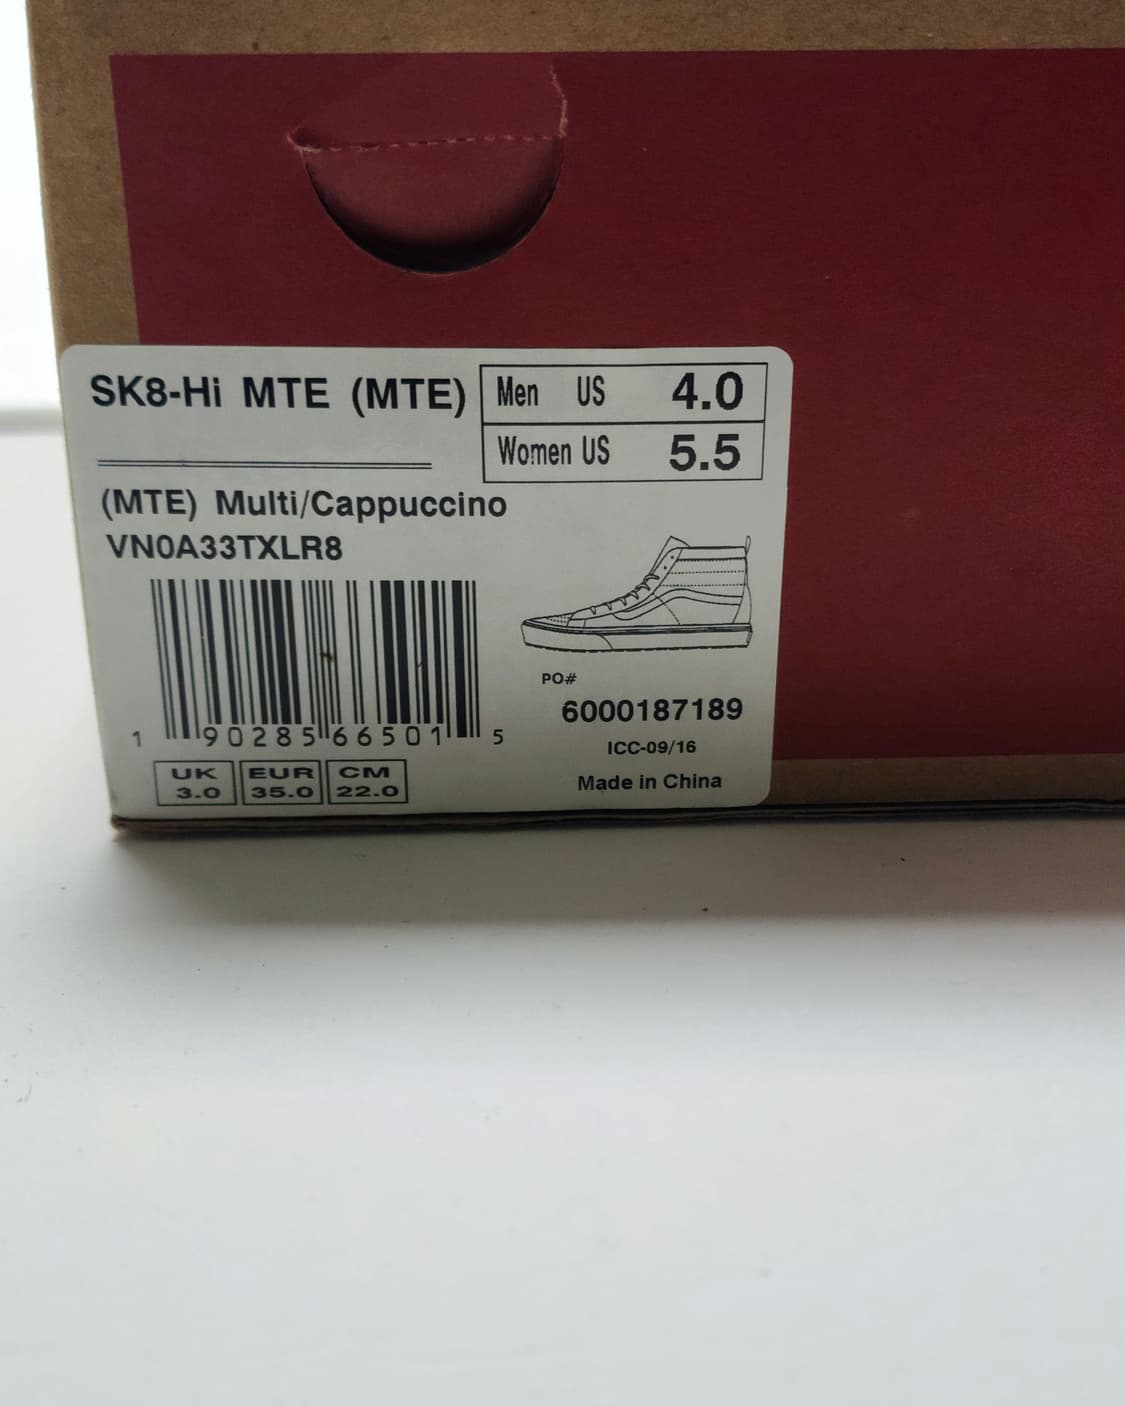 SK8-Hi MTE (MTE)
Men US 4.0
Women US 5.5
(MTE) Multi/Cappuccino
VN0A33TXLR8
1 90285 66501 5
PO#
6000187189
ICC-09/16
Made in China
UK EUR CM
3.0 35.0 22.0